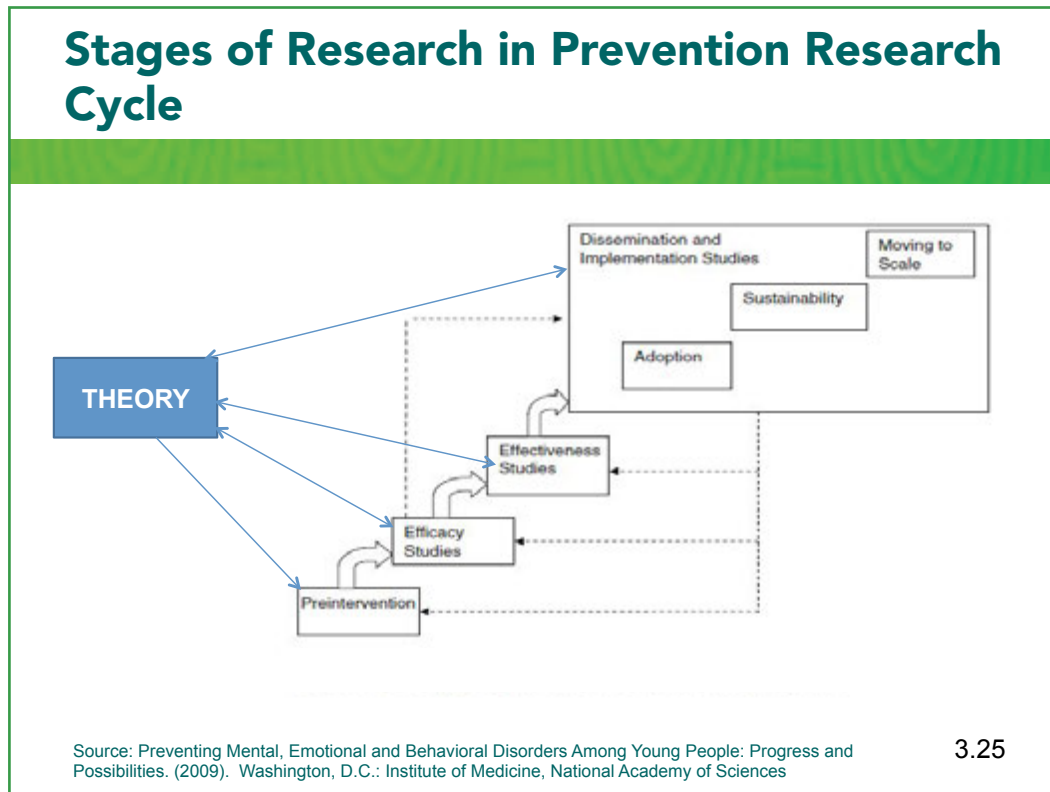 Stages of Research in Prevention Research
Cycle
Dissemination and
Implementation Studies
Moving to
Scale
Sustainability
Adoption
THEORY
Effectiveness
Studies
Efficacy
Studies
Preintervention
Source: Preventing Mental, Emotional and Behavioral Disorders Among Young People: Progress and
Possibilities. (2009). Washington, D.C.: Institute of Medicine, National Academy of Sciences
3.25